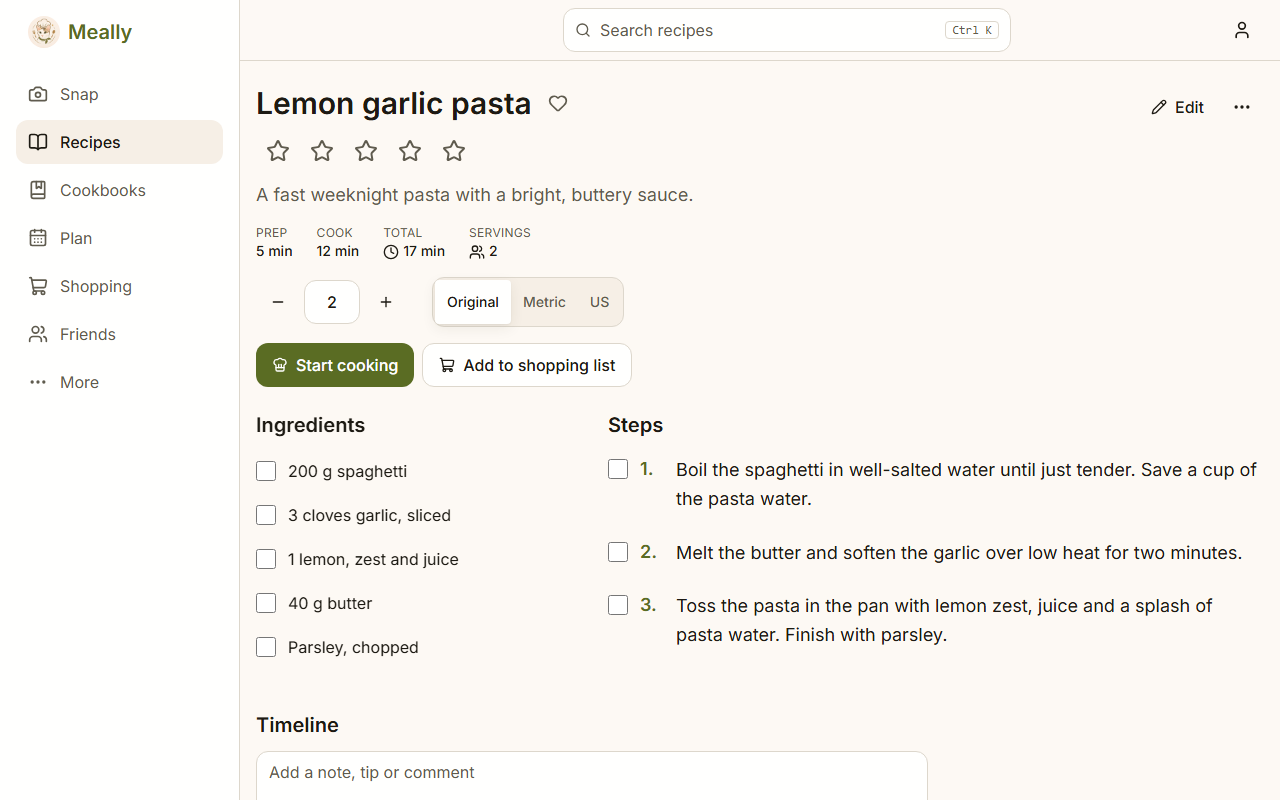 Meally
Search recipes
Ctrl K
Snap
Recipes
Cookbooks
Plan
Shopping
Friends
More
Lemon garlic pasta
Edit
A fast weeknight pasta with a bright, buttery sauce.
PREP
5 min
COOK
12 min
TOTAL
17 min
SERVINGS
2
2
Original
Metric
US
Start cooking
Add to shopping list
Ingredients
200 g spaghetti
3 cloves garlic, sliced
1 lemon, zest and juice
40 g butter
Parsley, chopped
Steps
1. Boil the spaghetti in well-salted water until just tender. Save a cup of
the pasta water.
2. Melt the butter and soften the garlic over low heat for two minutes.
3. Toss the pasta in the pan with lemon zest, juice and a splash of
pasta water. Finish with parsley.
Timeline
Add a note, tip or comment